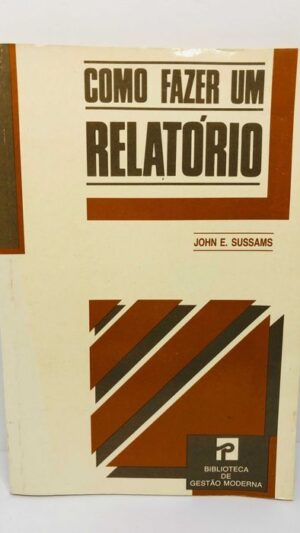 COMO FAZER UM
RELATÓRIO
JOHN E. SUSSAMS
BIBLIOTECA
DE
GESTÃO MODERNA